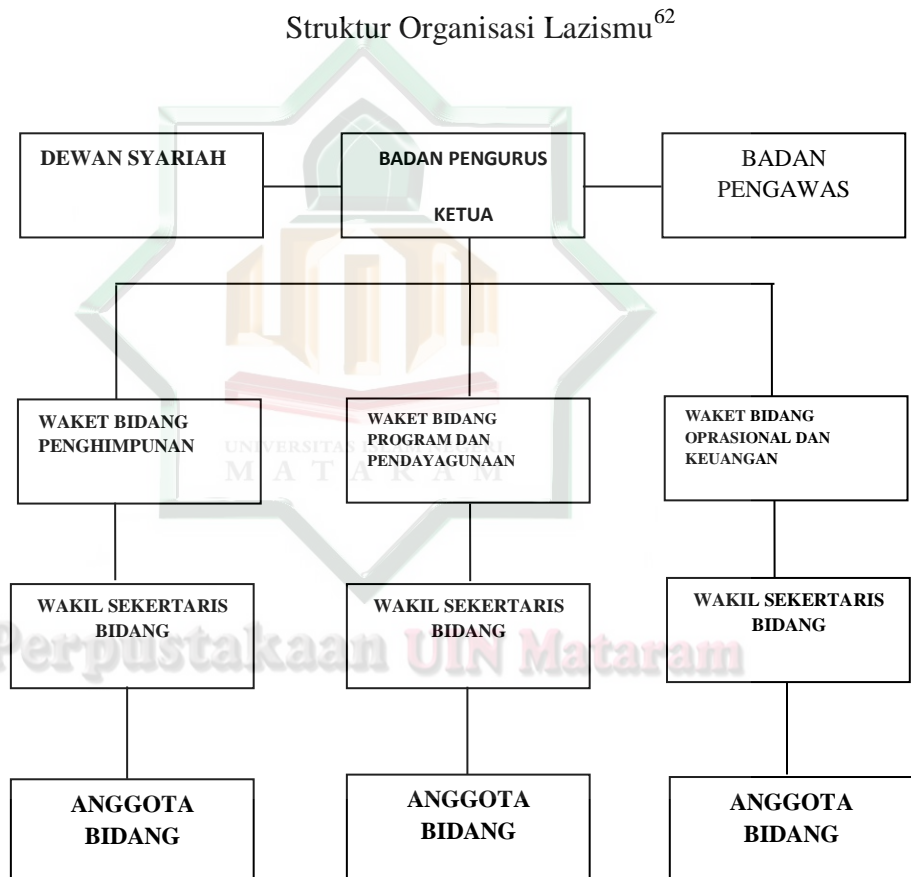 Struktur Organisasi Lazismu62
DEWAN SYARIAH
BADAN PENGURUS
KETUA
BADAN
PENGAWAS
WAKET BIDANG
PENGHIMPUNAN
WAKET BIDANG
PROGRAM DAN
PENDAYAGUNAAN
WAKET BIDANG
OPRASIONAL DAN
KEUANGAN
UNIVERSITAS ISLAM NEGERI
MATARAM
WAKIL SEKERTARIS
BIDANG
WAKIL SEKERTARIS
BIDANG
WAKIL SEKERTARIS
BIDANG
Perpustakaan UIN Mataram
ANGGOTA
BIDANG
ANGGOTA
BIDANG
ANGGOTA
BIDANG